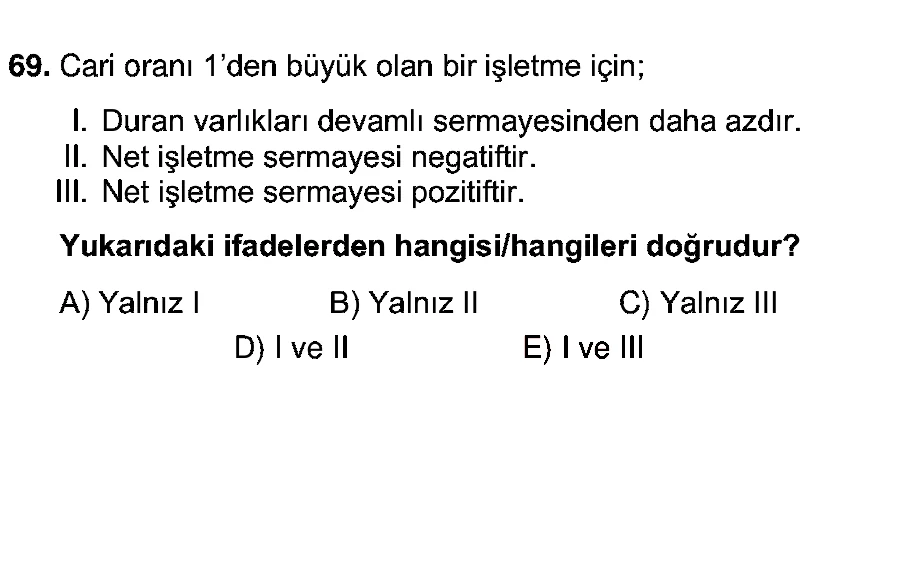 69. Cari oranı 1'den büyük olan bir işletme için;
I. Duran varlıkları devamlı sermayesinden daha azdır.
II. Net işletme sermayesi negatiftir.
III. Net işletme sermayesi pozitiftir.
Yukarıdaki ifadelerden hangisi/hangileri doğrudur?
A) Yalnız I B) Yalnız II C) Yalnız III
D) I ve II E) I ve III